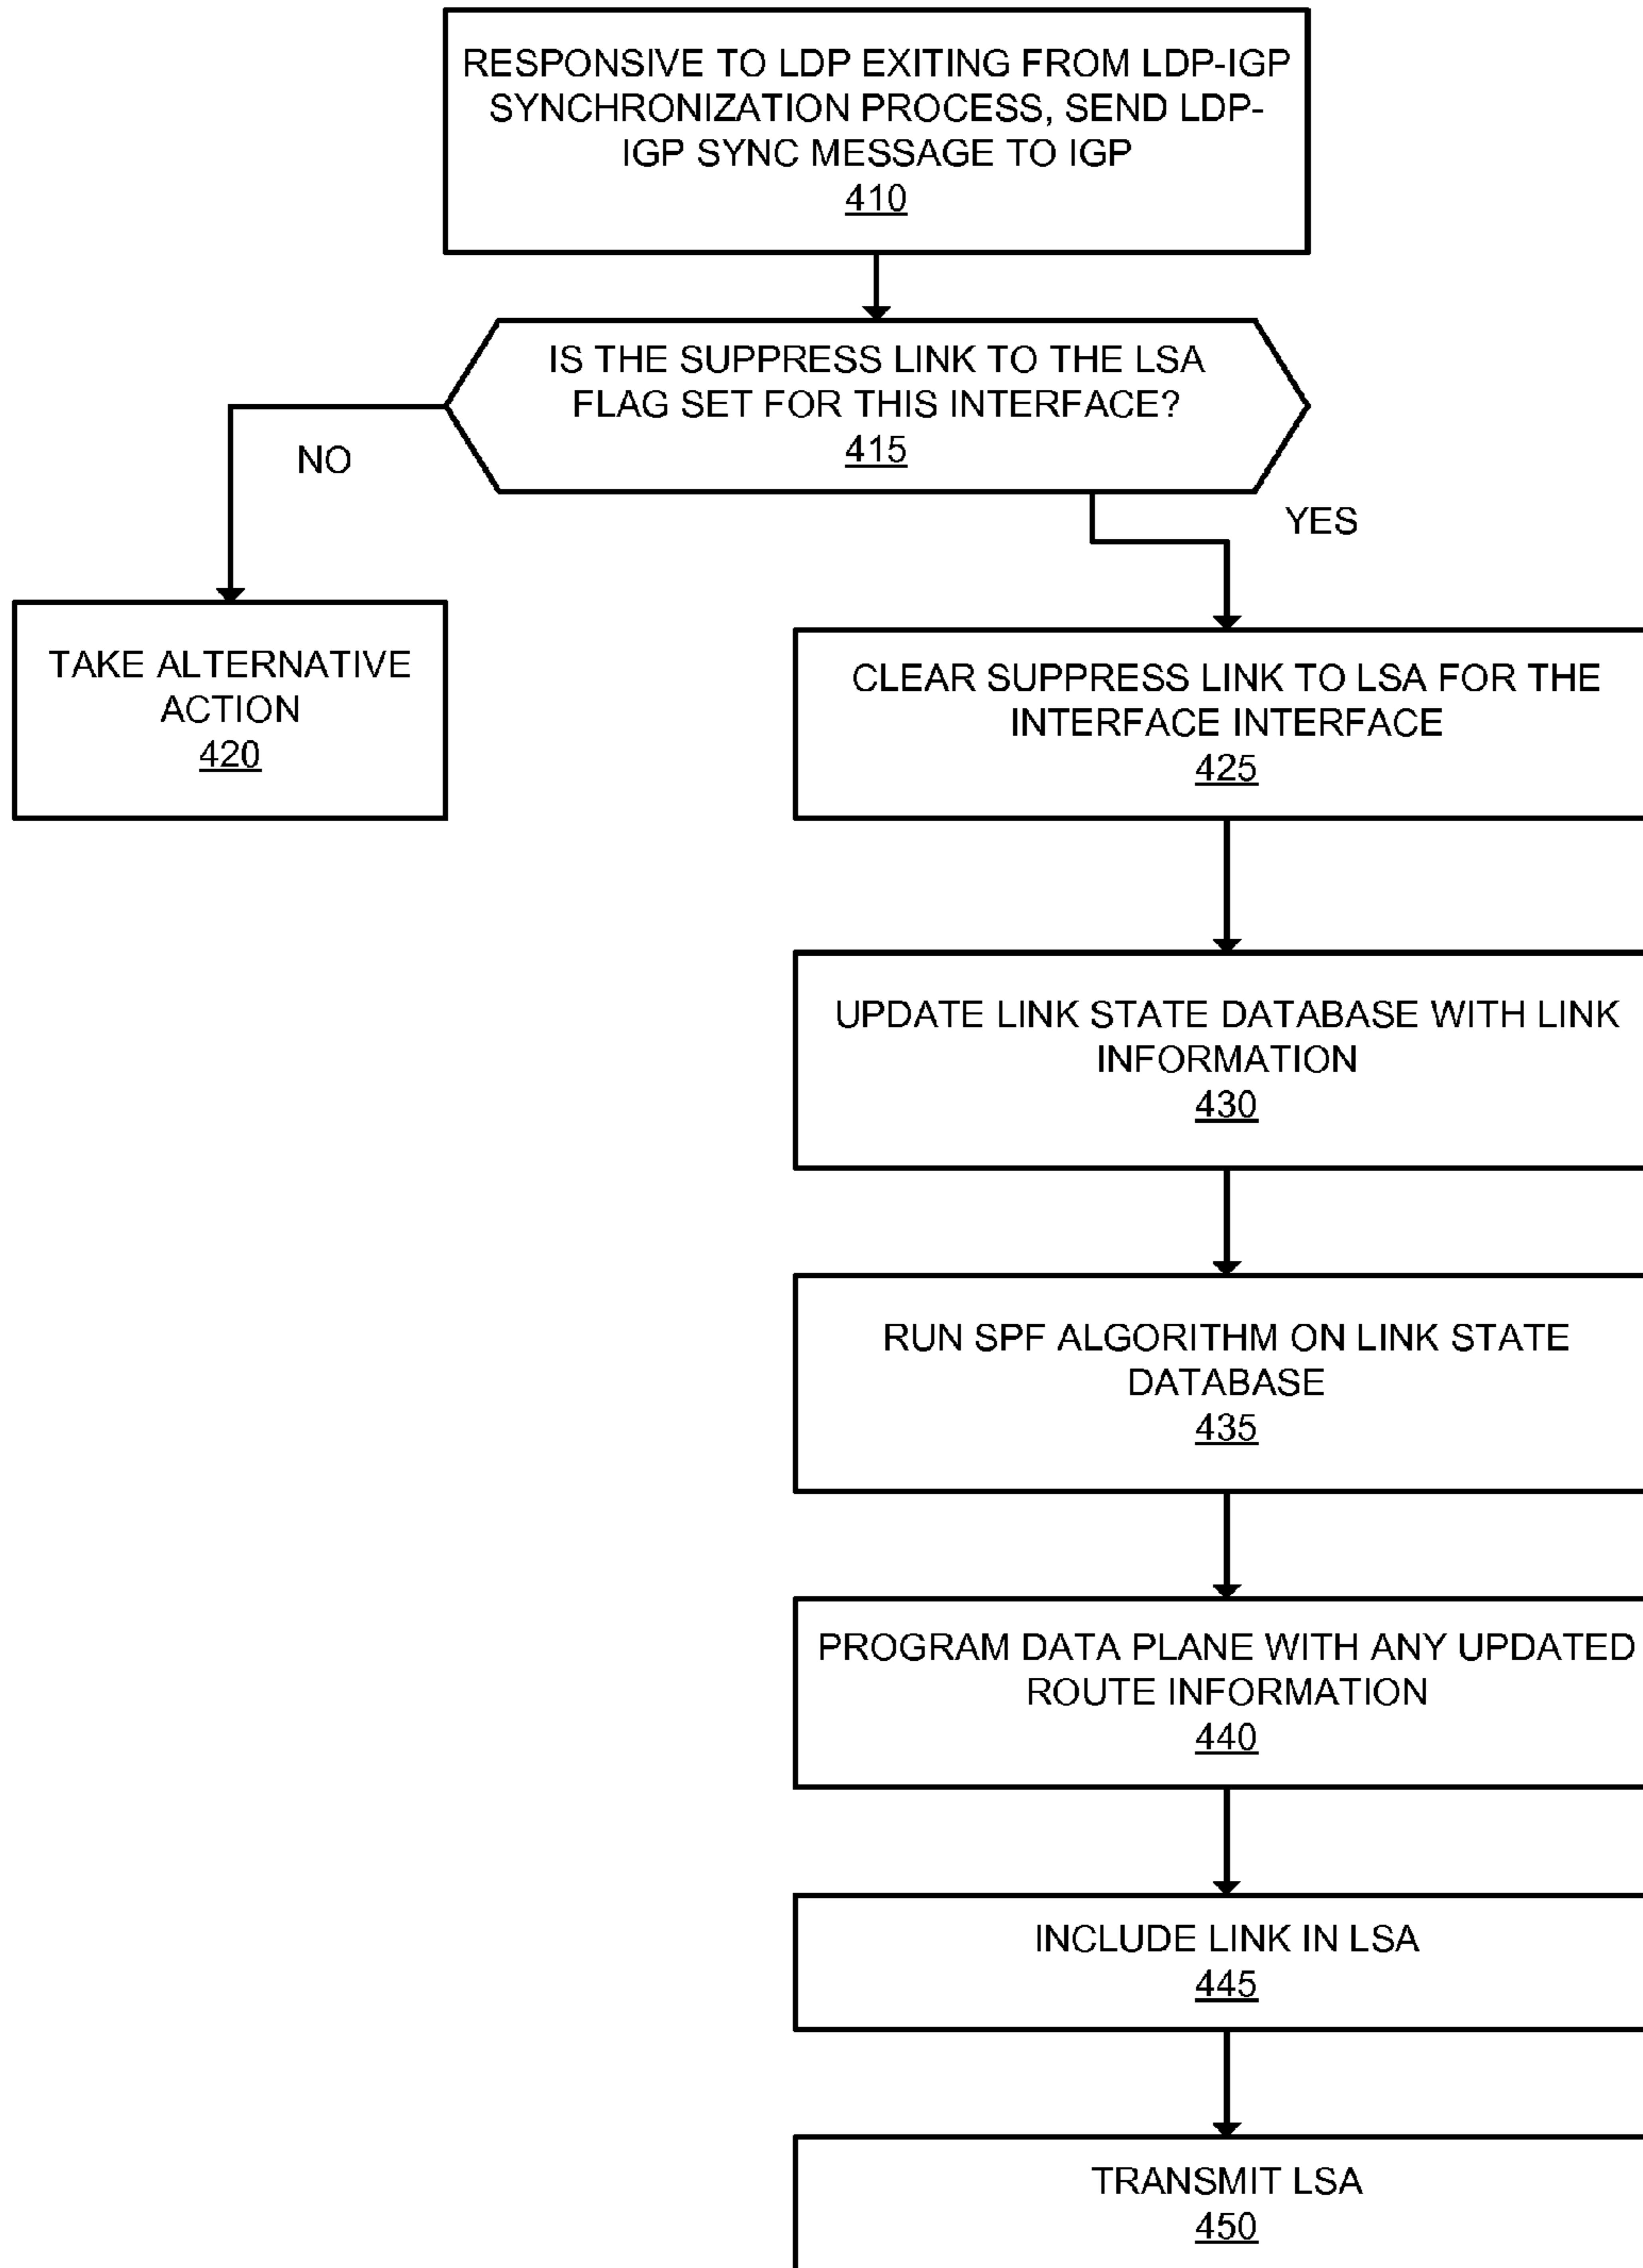 RESPONSIVE TO LDP EXITING FROM LDP-IGP
SYNCHRONIZATION PROCESS, SEND LDP-
IGP SYNC MESSAGE TO IGP
410
IS THE SUPPRESS LINK TO THE LSA
FLAG SET FOR THIS INTERFACE?
415
NO
YES
TAKE ALTERNATIVE
ACTION
420
CLEAR SUPPRESS LINK TO LSA FOR THE
INTERFACE INTERFACE
425
UPDATE LINK STATE DATABASE WITH LINK
INFORMATION
430
RUN SPF ALGORITHM ON LINK STATE
DATABASE
435
PROGRAM DATA PLANE WITH ANY UPDATED
ROUTE INFORMATION
440
INCLUDE LINK IN LSA
445
TRANSMIT LSA
450